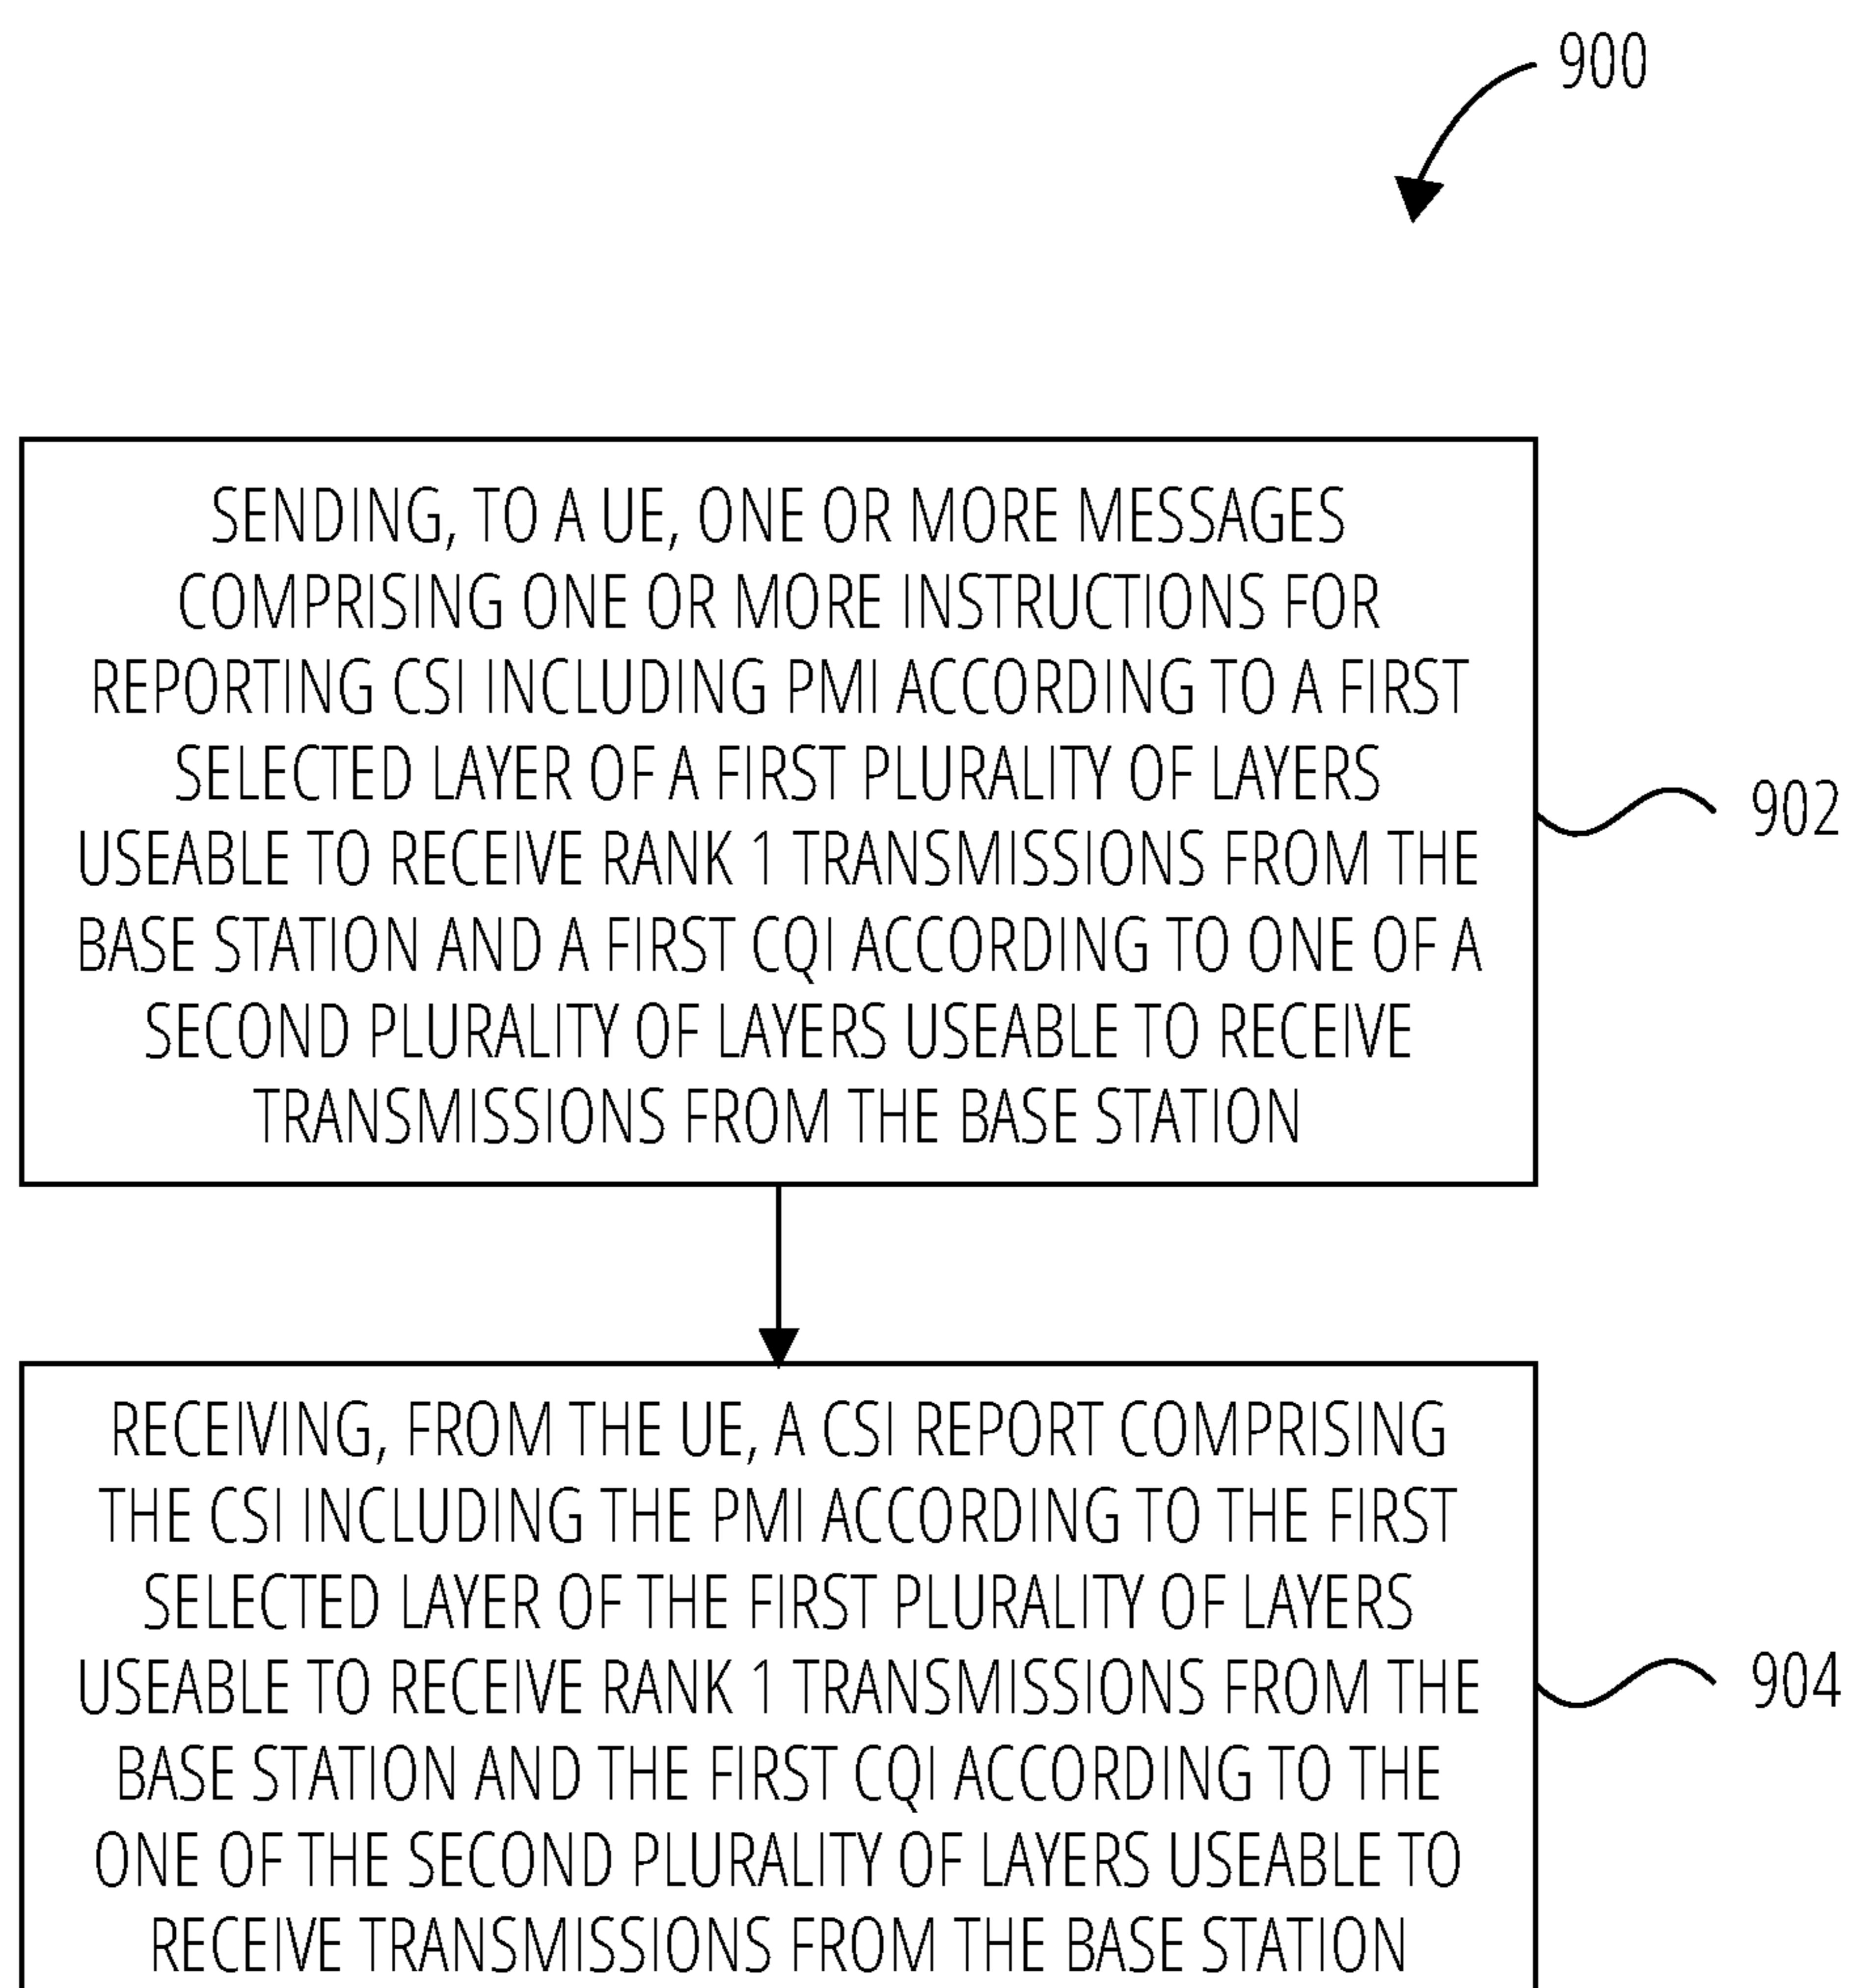 900
SENDING, TO A UE, ONE OR MORE MESSAGES
COMPRISING ONE OR MORE INSTRUCTIONS FOR
REPORTING CSI INCLUDING PMI ACCORDING TO A FIRST
SELECTED LAYER OF A FIRST PLURALITY OF LAYERS
USEABLE TO RECEIVE RANK 1 TRANSMISSIONS FROM THE
BASE STATION AND A FIRST CQI ACCORDING TO ONE OF A
SECOND PLURALITY OF LAYERS USEABLE TO RECEIVE
TRANSMISSIONS FROM THE BASE STATION
902
RECEIVING, FROM THE UE, A CSI REPORT COMPRISING
THE CSI INCLUDING THE PMI ACCORDING TO THE FIRST
SELECTED LAYER OF THE FIRST PLURALITY OF LAYERS
USEABLE TO RECEIVE RANK 1 TRANSMISSIONS FROM THE
BASE STATION AND THE FIRST CQI ACCORDING TO THE
ONE OF THE SECOND PLURALITY OF LAYERS USEABLE TO
RECEIVE TRANSMISSIONS FROM THE BASE STATION
904